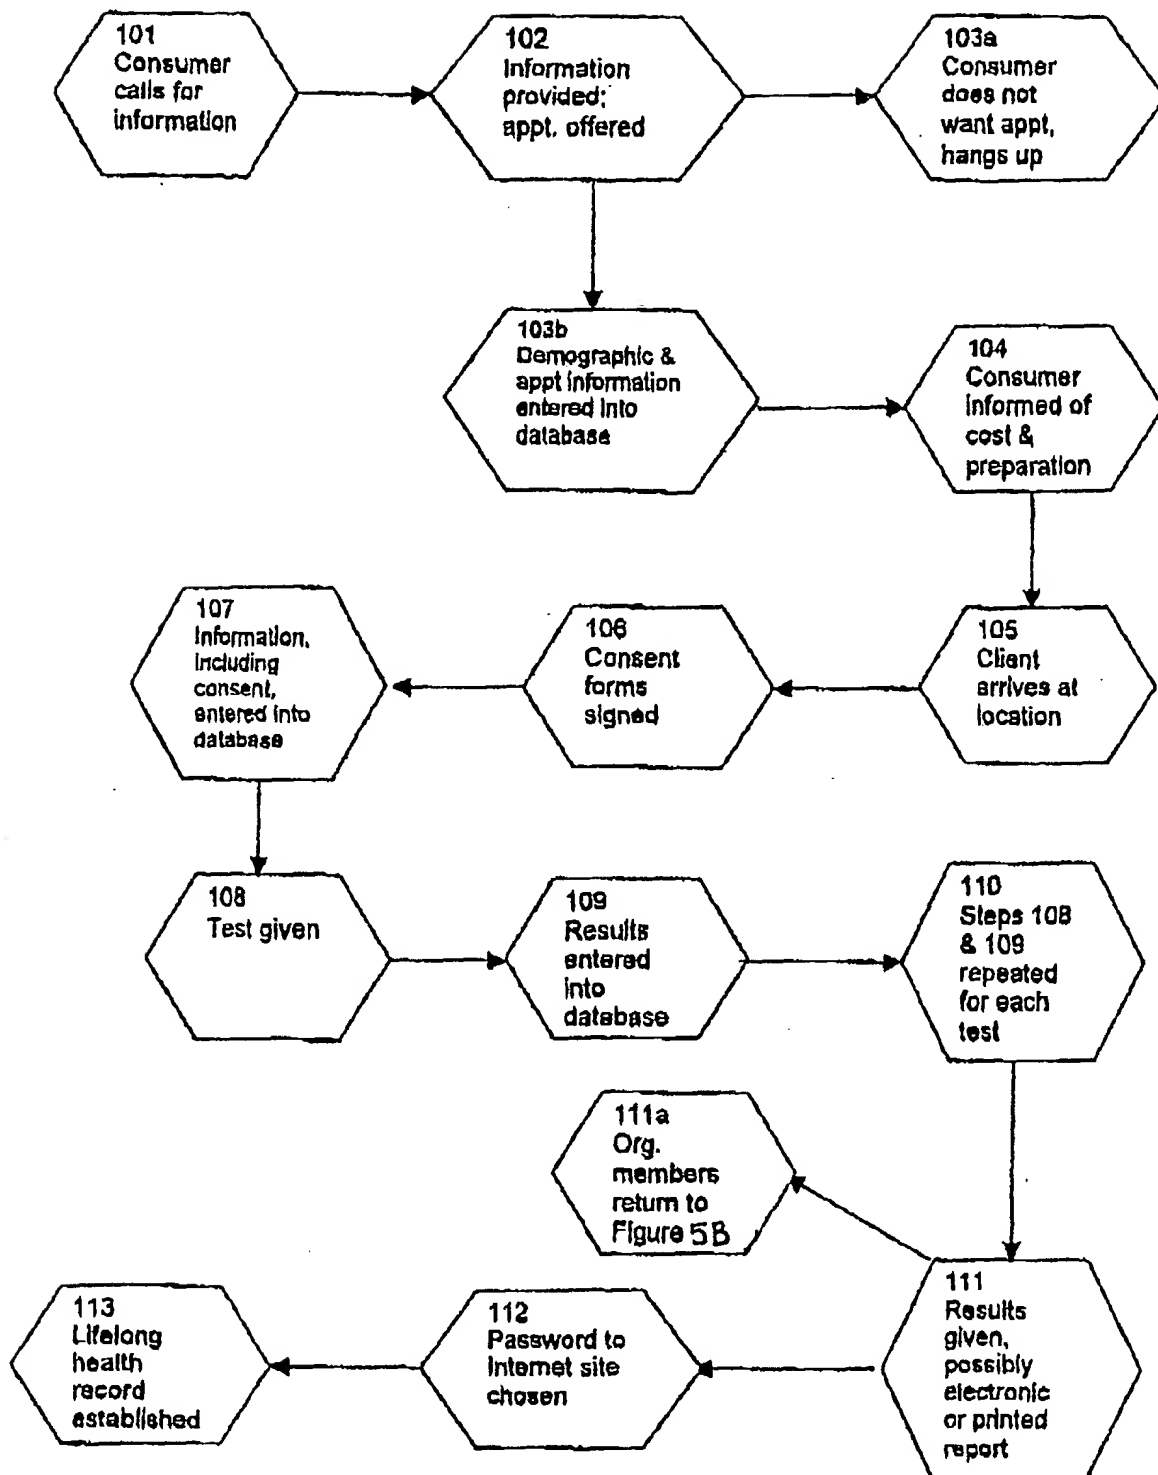 101
Consumer
calls for
information
102
Information
provided;
appt. offered
103a
Consumer
does not
want appt,
hangs up
103b
Demographic &
appt information
entered into
database
104
Consumer
informed of
cost &
preparation
107
Information,
including
consent,
entered into
database
106
Consent
forms
signed
105
Client
arrives at
location
108
Test given
109
Results
entered
into
database
110
Steps 108
& 109
repeated
for each
test
111a
Org.
members
return to
Figure 5B
113
Lifelong
health
record
established
112
Password to
Internet site
chosen
111
Results
given,
possibly
electronic
or printed
report